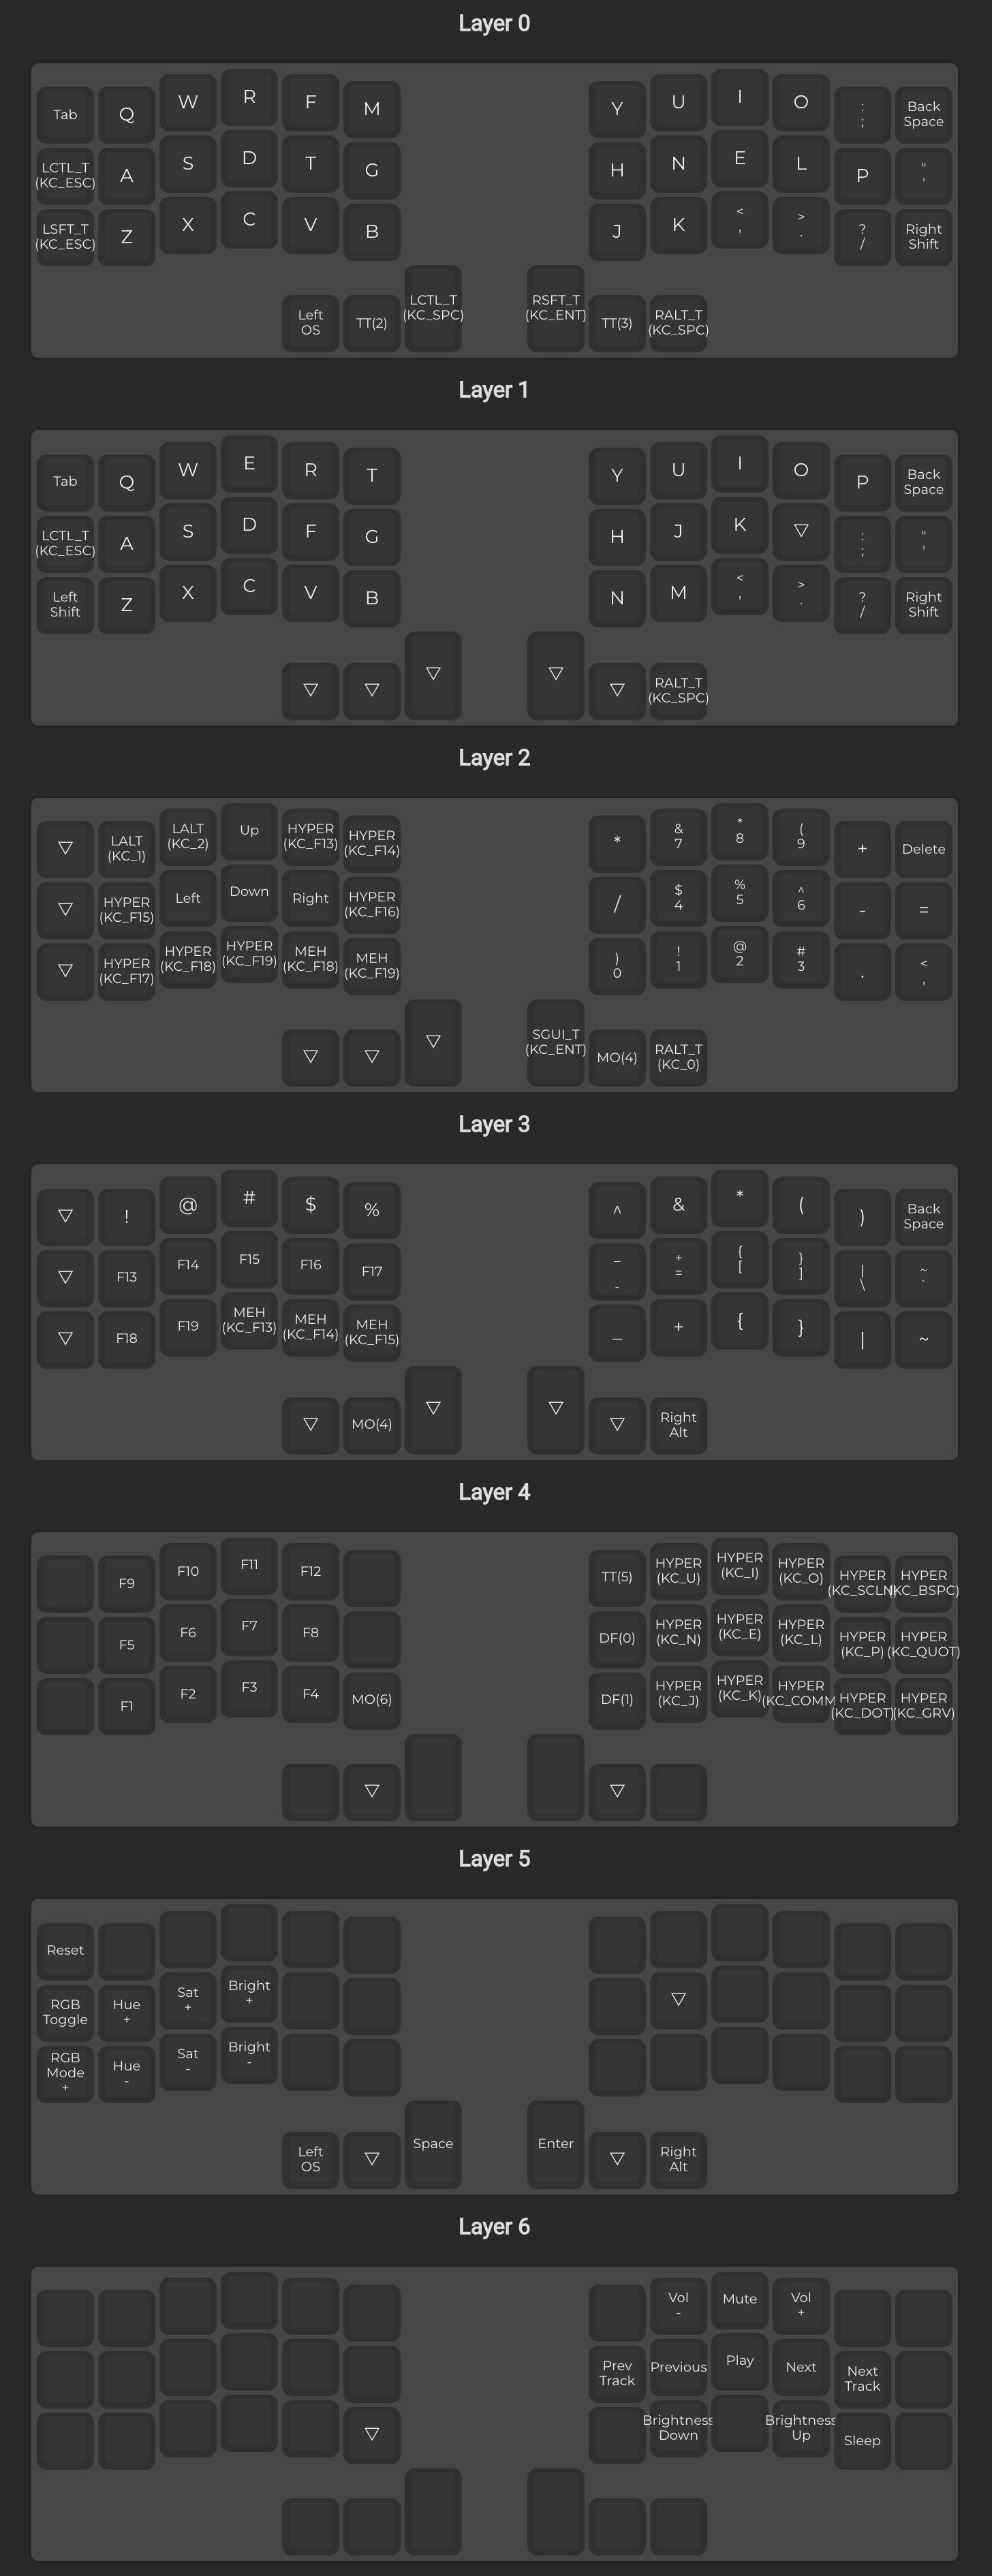 Layer 0
Tab Q W R F M Y U I O : ; Back Space
LCTL_T (KC_ESC) A S D T G H N E L P " '
LSFT_T (KC_ESC) Z X C V B J K < , > . ? / Right Shift
Left OS TT(2) LCTL_T (KC_SPC) RSFT_T (KC_ENT) TT(3) RALT_T (KC_SPC)
Layer 1
Tab Q W E R T Y U I O P Back Space
LCTL_T (KC_ESC) A S D F G H J K ▽ : ; " '
Left Shift Z X C V B N M < , > . ? / Right Shift
▽ ▽ ▽ ▽ ▽ RALT_T (KC_SPC)
Layer 2
▽ LALT (KC_1) LALT (KC_2) Up HYPER (KC_F13) HYPER (KC_F14) * & 7 * 8 ( 9 + Delete
▽ HYPER (KC_F15) Left Down Right HYPER (KC_F16) / $ 4 % 5 ^ 6 - =
▽ HYPER (KC_F17) HYPER (KC_F18) HYPER (KC_F19) MEH (KC_F18) MEH (KC_F19) ) 0 ! 1 @ 2 # 3 . < ,
▽ ▽ ▽ SGUI_T (KC_ENT) MO(4) RALT_T (KC_0)
Layer 3
▽ ! @ # $ % ^ & * ( ) Back Space
▽ F13 F14 F15 F16 F17 _ - + = { [ } ] | \ ~ `
▽ F18 F19 MEH (KC_F13) MEH (KC_F14) MEH (KC_F15) _ + { } | ~
▽ MO(4) ▽ ▽ ▽ Right Alt
Layer 4
F9 F10 F11 F12 TT(5) HYPER (KC_U) HYPER (KC_I) HYPER (KC_O) HYPER (KC_SCLN) HYPER (KC_BSPC)
F5 F6 F7 F8 DF(0) HYPER (KC_N) HYPER (KC_E) HYPER (KC_L) HYPER (KC_P) HYPER (KC_QUOT)
F1 F2 F3 F4 MO(6) DF(1) HYPER (KC_J) HYPER (KC_K) HYPER (KC_COMM HYPER (KC_DOT) HYPER (KC_GRV)
▽ ▽
Layer 5
Reset
RGB Toggle Hue + Sat + Bright + ▽
RGB Mode + Hue - Sat - Bright -
Left OS ▽ Space Enter ▽ Right Alt
Layer 6
Vol - Mute Vol +
Prev Track Previous Play Next Next Track
▽ Brightness Down Brightness Up Sleep